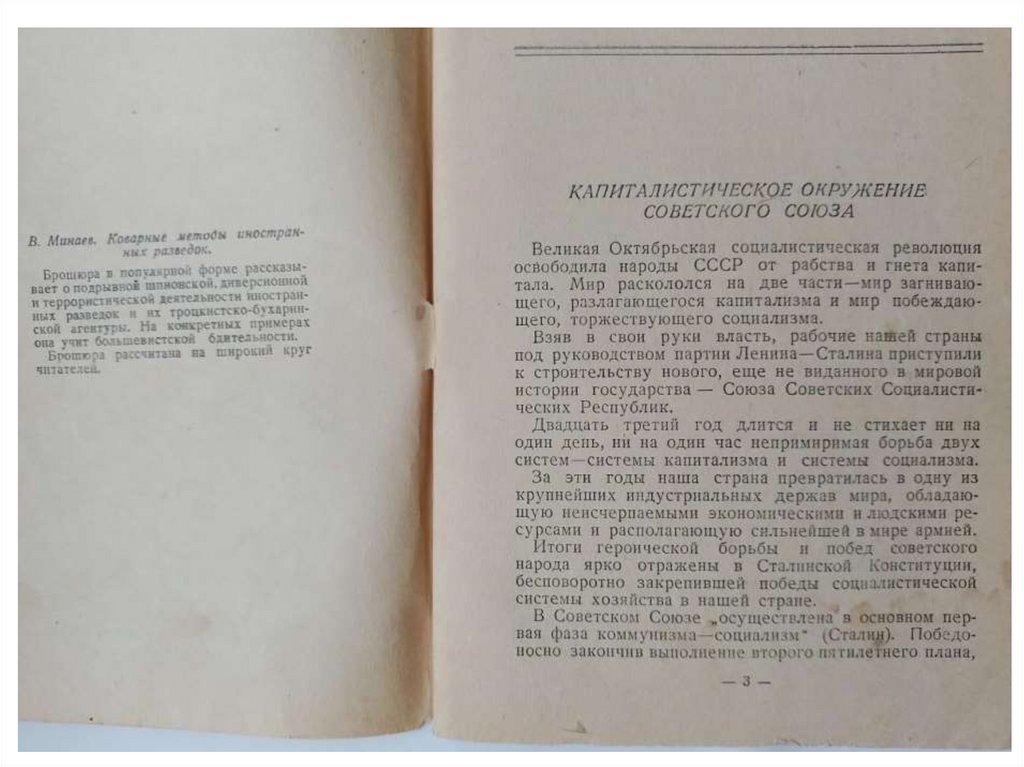 В. Минаев. Коварные методы иностран-
ных разведок.
Брошюра в популярной форме рассказы-
вает о подрывной шпионской, диверсионной
и террористической деятельности иностран-
ных разведок и их троцкистско-бухарин-
ской агентуры. На конкретных примерах
она учит большевистской бдительности.
Брошюра рассчитана на широкий круг
читателей.
КАПИТАЛИСТИЧЕСКОЕ ОКРУЖЕНИЕ
СОВЕТСКОГО СОЮЗА
Великая Октябрьская социалистическая революция
освободила народы СССР от рабства и гнета капи-
тала. Мир раскололся на две части—мир загниваю-
щего, разлагающегося капитализма и мир побеждаю-
щего, торжествующего социализма.
Взяв в свои руки власть, рабочие нашей страны
под руководством партии Ленина—Сталина приступили
к строительству нового, еще не виданного в мировой
истории государства — Союза Советских Социалисти-
ческих Республик.
Двадцать третий год длится и не стихает ни на
один день, ни на один час непримиримая борьба двух
систем—системы капитализма и системы социализма.
За эти годы наша страна превратилась в одну из
крупнейших индустриальных держав мира, обладаю-
щую неисчерпаемыми экономическими и людскими ре-
сурсами и располагающую сильнейшей в мире армией.
Итоги героической борьбы и побед советского
народа ярко отражены в Сталинской Конституции,
бесповоротно закрепившей победы социалистической
системы хозяйства в нашей стране.
В Советском Союзе „осуществлена в основном пер-
вая фаза коммунизма—социализм“ (Сталин). Победо-
носно закончив выполнение второго пятилетнего плана,
— 3 —